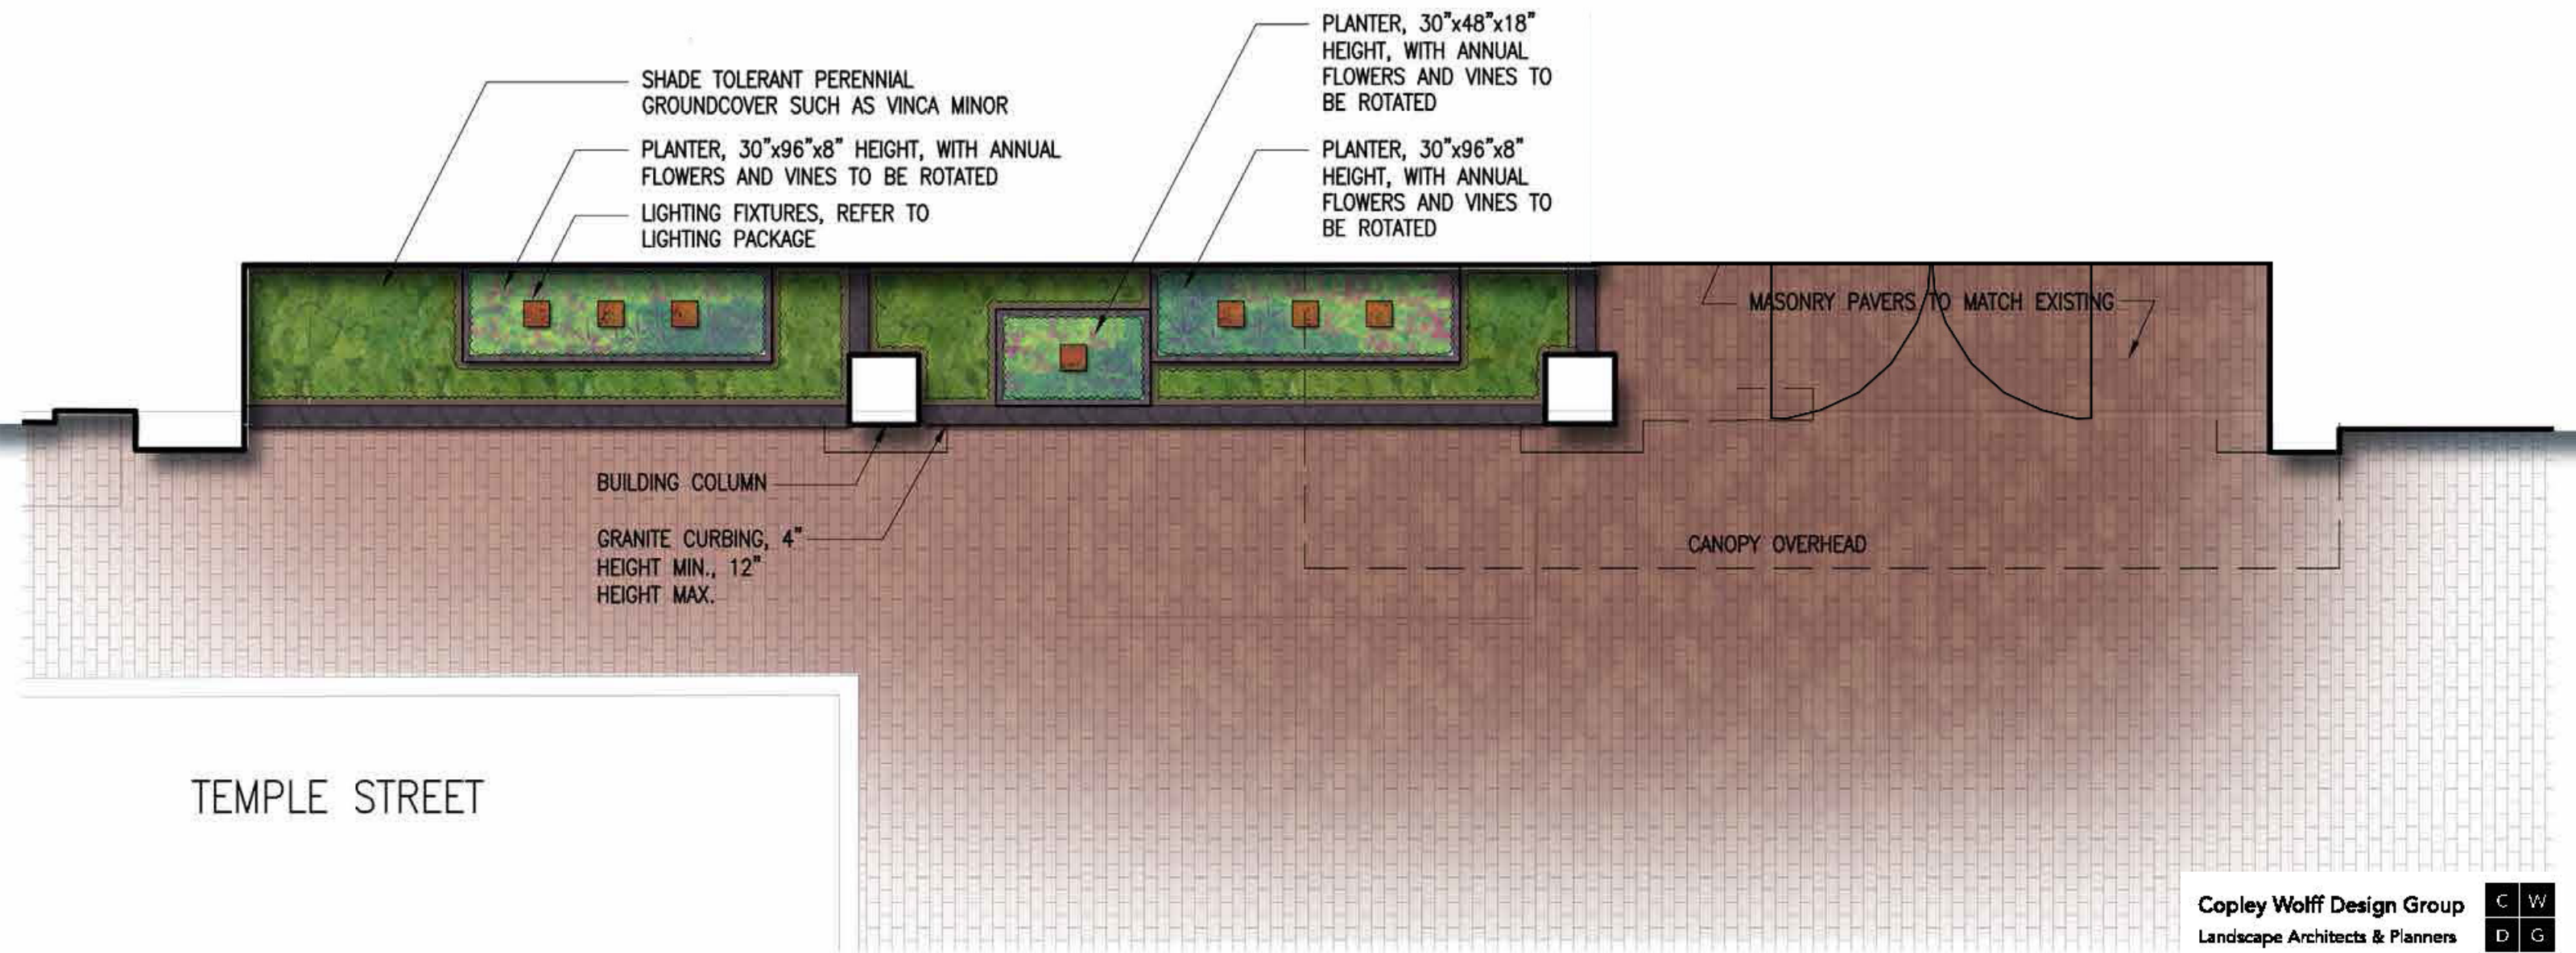 PLANTER, 30"x48"x18"
HEIGHT, WITH ANNUAL
FLOWERS AND VINES TO
BE ROTATED
SHADE TOLERANT PERENNIAL
GROUNDCOVER SUCH AS VINCA MINOR
PLANTER, 30"x96"x8" HEIGHT, WITH ANNUAL
FLOWERS AND VINES TO BE ROTATED
LIGHTING FIXTURES, REFER TO
LIGHTING PACKAGE
PLANTER, 30"x96"x8"
HEIGHT, WITH ANNUAL
FLOWERS AND VINES TO
BE ROTATED
MASONRY PAVERS TO MATCH EXISTING
BUILDING COLUMN
GRANITE CURBING, 4"
HEIGHT MIN., 12"
HEIGHT MAX.
CANOPY OVERHEAD
TEMPLE STREET
Copley Wolff Design Group
Landscape Architects & Planners
C W
D G